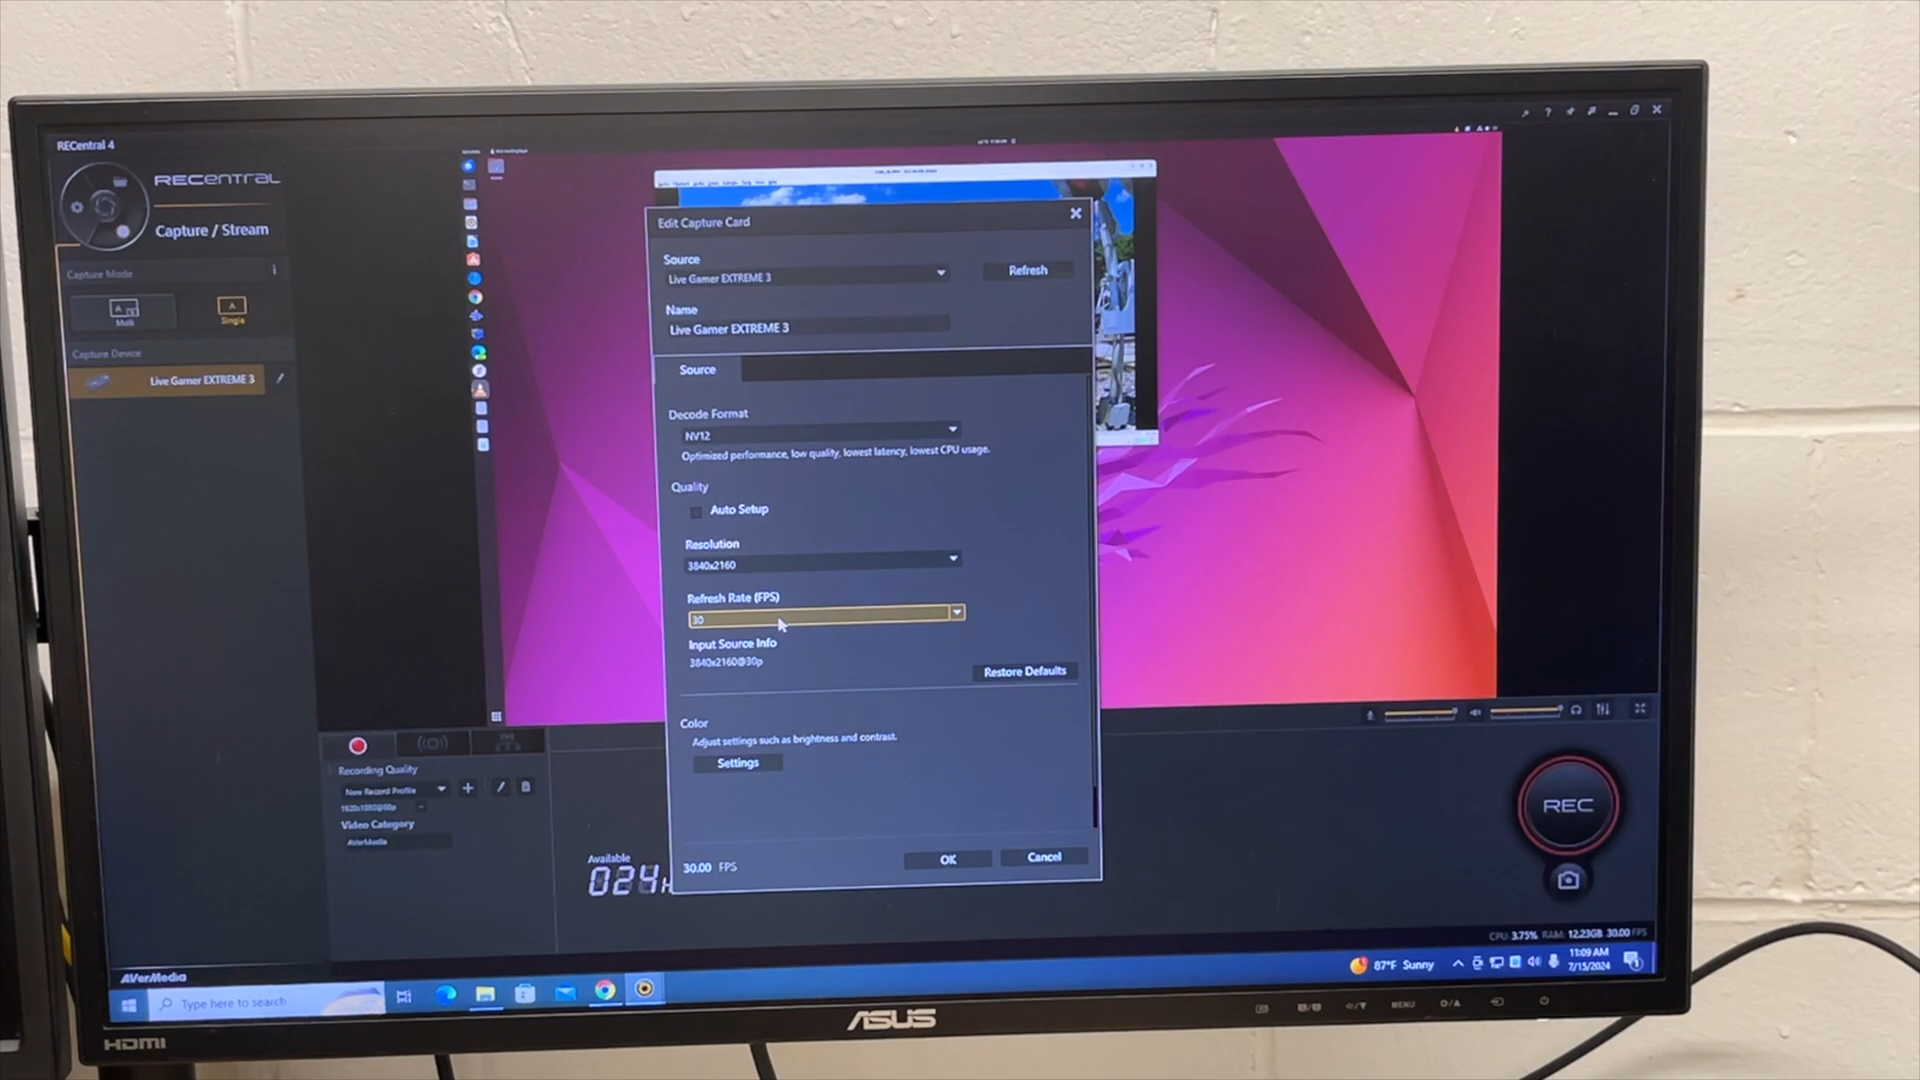 RECentral 4
RECENTRAL
Capture / Stream
Capture Mode
Multi
Single
Capture Device
Live Gamer EXTREME 3
Edit Capture Card
Source
Live Gamer EXTREME 3
Refresh
Name
Live Gamer EXTREME 3
Source
Decode Format
NV12
Optimized performance, low quality, lowest latency, lowest CPU usage.
Quality
Auto Setup
Resolution
3840x2160
Refresh Rate (FPS)
30
Input Source Info
3840x2160@30p
Restore Defaults
Color
Adjust settings such as brightness and contrast.
Settings
30.00 FPS
OK
Cancel
Recording Quality
New Record Profile
1920x1080@60p
Video Category
AVerMedia
Available
024
REC
CPU: 3.75% RAM: 12.23GB 30.00 FPS
AVerMedia
Type here to search
87°F Sunny
11:09 AM
7/15/2024
ASUS
MENU
HDMI